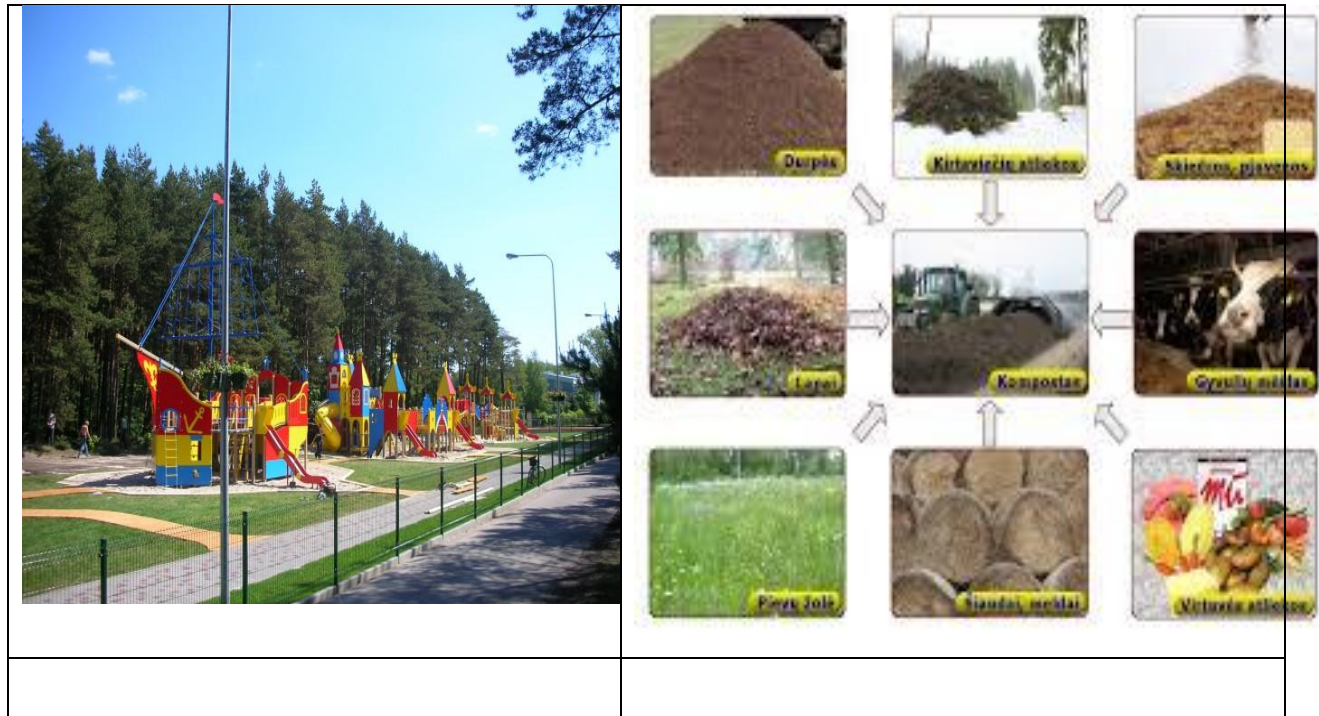 Durpės
Kirtaviečių atliekos
Skiedros, pjuvenos
Lapai
Kompostas
Gyvulių mėšlas
Pievų žolė
Šiaudai,
Virtuvės atliekos